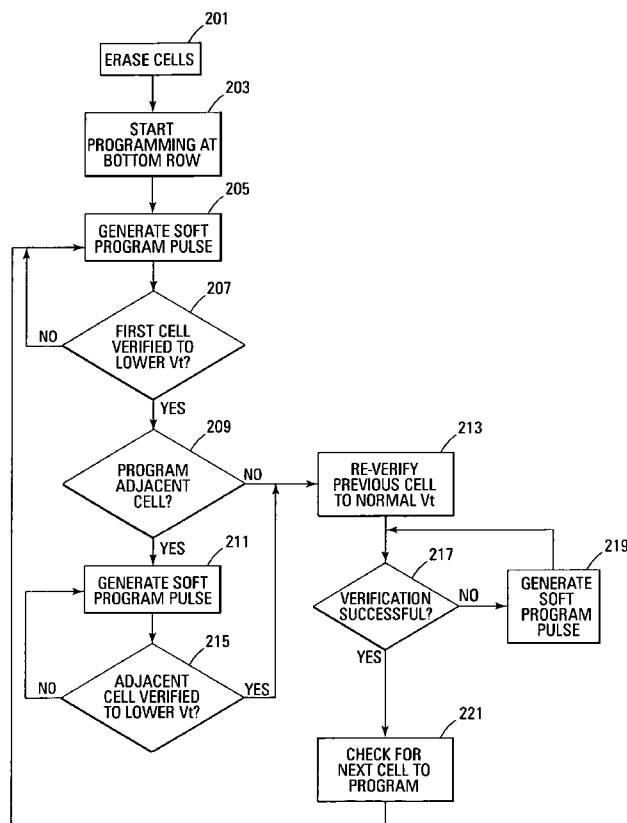 201
ERASE CELLS
203
START
PROGRAMMING AT
BOTTOM ROW
205
GENERATE SOFT
PROGRAM PULSE
207
FIRST CELL
VERIFIED TO
LOWER Vt?
NO
YES
209
PROGRAM
ADJACENT
CELL?
NO
YES
211
GENERATE SOFT
PROGRAM PULSE
215
ADJACENT
CELL VERIFIED
TO LOWER Vt?
NO
YES
213
RE-VERIFY
PREVIOUS CELL
TO NORMAL Vt
217
VERIFICATION
SUCCESSFUL?
NO
YES
219
GENERATE
SOFT
PROGRAM
PULSE
221
CHECK FOR
NEXT CELL TO
PROGRAM